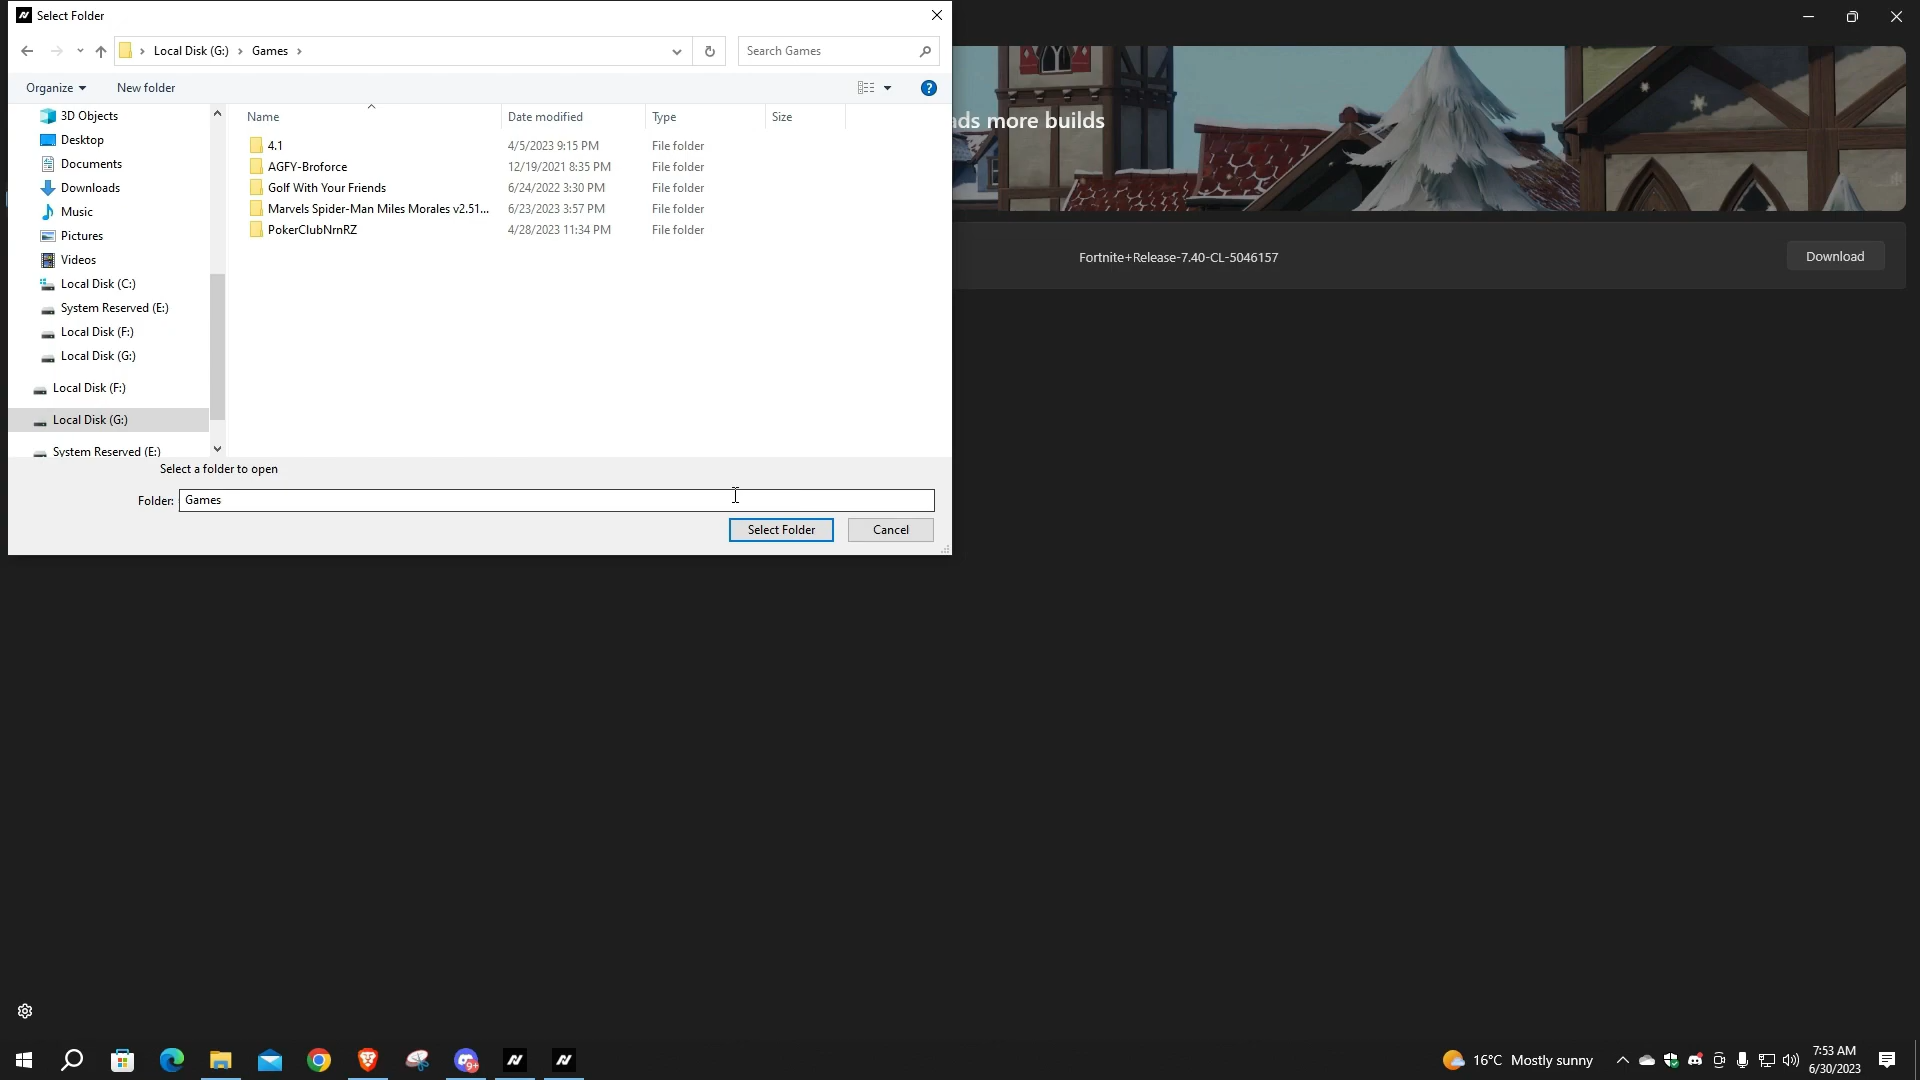 Select Folder
Local Disk (G:) Games
Search Games
Organize
New folder
3D Objects
Desktop
Documents
Downloads
Music
Pictures
Videos
Local Disk (C:)
System Reserved (E:)
Local Disk (F:)
Local Disk (G:)
Local Disk (F:)
Local Disk (G:)
System Reserved (E:)
Name Date modified Type Size
4.1 4/5/2023 9:15 PM File folder
AGFY-Broforce 12/19/2021 8:35 PM File folder
Golf With Your Friends 6/24/2022 3:30 PM File folder
Marvels Spider-Man Miles Morales v2.51... 6/23/2023 3:57 PM File folder
PokerClubNrnRZ 4/28/2023 11:34 PM File folder
Select a folder to open
Folder: Games
Select Folder
Cancel
ads more builds
Fortnite+Release-7.40-CL-5046157
Download
16°C Mostly sunny
7:53 AM
6/30/2023
9+